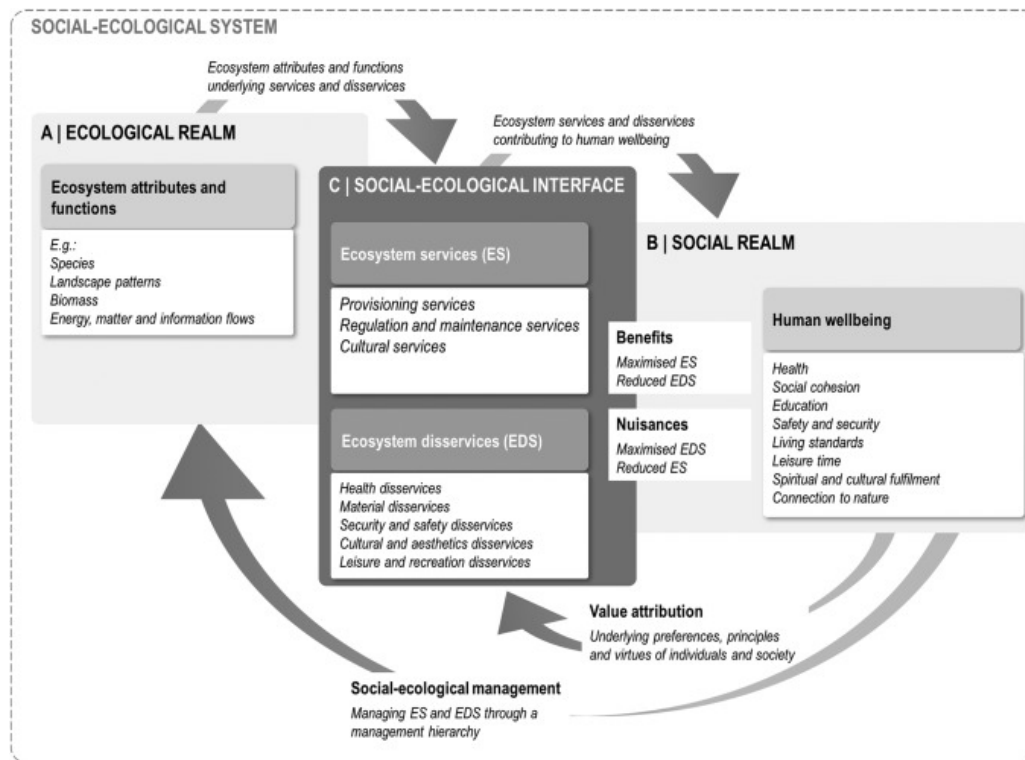 SOCIAL-ECOLOGICAL SYSTEM
Ecosystem attributes and functions
underlying services and disservices
Ecosystem services and disservices
contributing to human wellbeing
A | ECOLOGICAL REALM
Ecosystem attributes and
functions
E.g.:
Species
Landscape patterns
Biomass
Energy, matter and information flows
C | SOCIAL-ECOLOGICAL INTERFACE
Ecosystem services (ES)
Provisioning services
Regulation and maintenance services
Cultural services
Ecosystem disservices (EDS)
Health disservices
Material disservices
Security and safety disservices
Cultural and aesthetics disservices
Leisure and recreation disservices
B | SOCIAL REALM
Benefits
Maximised ES
Reduced EDS
Nuisances
Maximised EDS
Reduced ES
Human wellbeing
Health
Social cohesion
Education
Safety and security
Living standards
Leisure time
Spiritual and cultural fulfilment
Connection to nature
Value attribution
Underlying preferences, principles
and virtues of individuals and society
Social-ecological management
Managing ES and EDS through a
management hierarchy